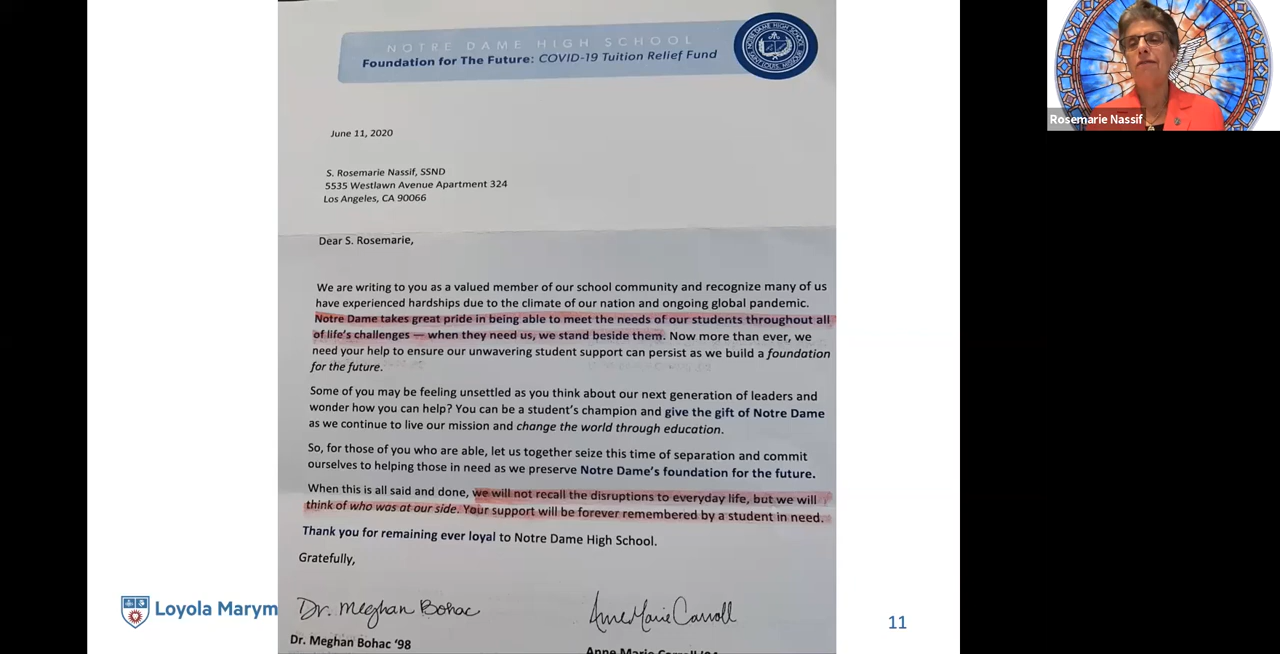 NOTRE DAME HIGH SCHOOL
Foundation for The Future: COVID-19 Tuition Relief Fund
NOTRE DAME HIGH SCHOOL
SAINT LOUIS, MISSOURI
Rosemarie Nassif
June 11, 2020
S. Rosemarie Nassif, SSND
5535 Westlawn Avenue Apartment 324
Los Angeles, CA 90066
Dear S. Rosemarie,
We are writing to you as a valued member of our school community and recognize many of us
have experienced hardships due to the climate of our nation and ongoing global pandemic.
Notre Dame takes great pride in being able to meet the needs of our students throughout all
of life's challenges — when they need us, we stand beside them. Now more than ever, we
need your help to ensure our unwavering student support can persist as we build a foundation
for the future.
Some of you may be feeling unsettled as you think about our next generation of leaders and
wonder how you can help? You can be a student's champion and give the gift of Notre Dame
as we continue to live our mission and change the world through education.
So, for those of you who are able, let us together seize this time of separation and commit
ourselves to helping those in need as we preserve Notre Dame's foundation for the future.
When this is all said and done, we will not recall the disruptions to everyday life, but we will
think of who was at our side. Your support will be forever remembered by a student in need.
Thank you for remaining ever loyal to Notre Dame High School.
Gratefully,
Dr. Meghan Bohac
AnneMarie Carroll
Dr. Meghan Bohac '98
Anne Marie Carroll
Loyola Marym
11